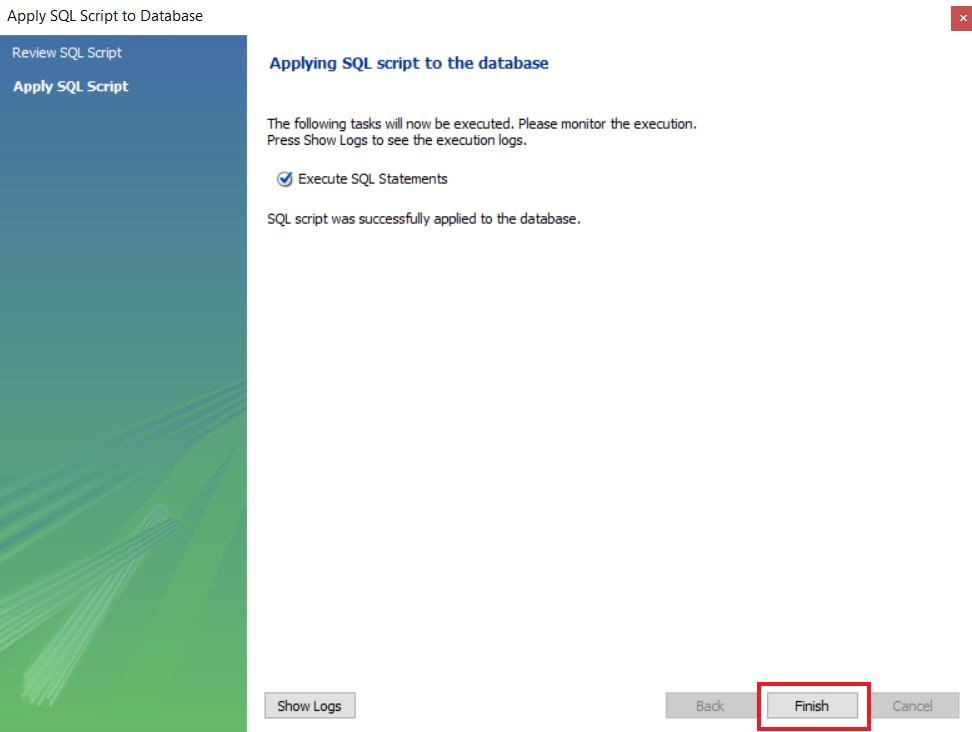 Apply SQL Script to Database
Review SQL Script
Apply SQL Script
Applying SQL script to the database
The following tasks will now be executed. Please monitor the execution.
Press Show Logs to see the execution logs.
Execute SQL Statements
SQL script was successfully applied to the database.
Show Logs
Back
Finish
Cancel